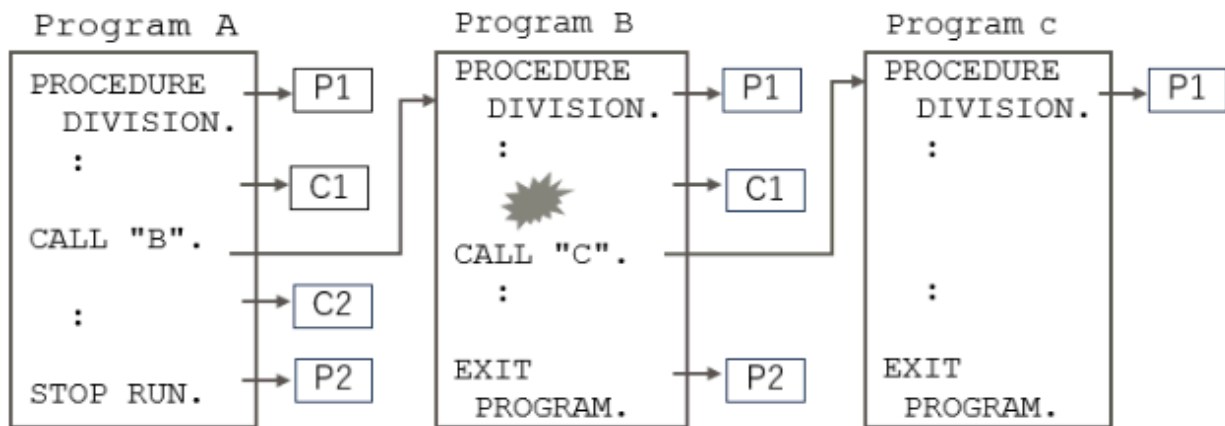 Program A
PROCEDURE
DIVISION.
:
CALL "B".
:
STOP RUN.
P1
C1
C2
P2
Program B
PROCEDURE
DIVISION.
:
CALL "C".
:
EXIT
PROGRAM.
P1
C1
P2
Program c
PROCEDURE
DIVISION.
:
:
EXIT
PROGRAM.
P1